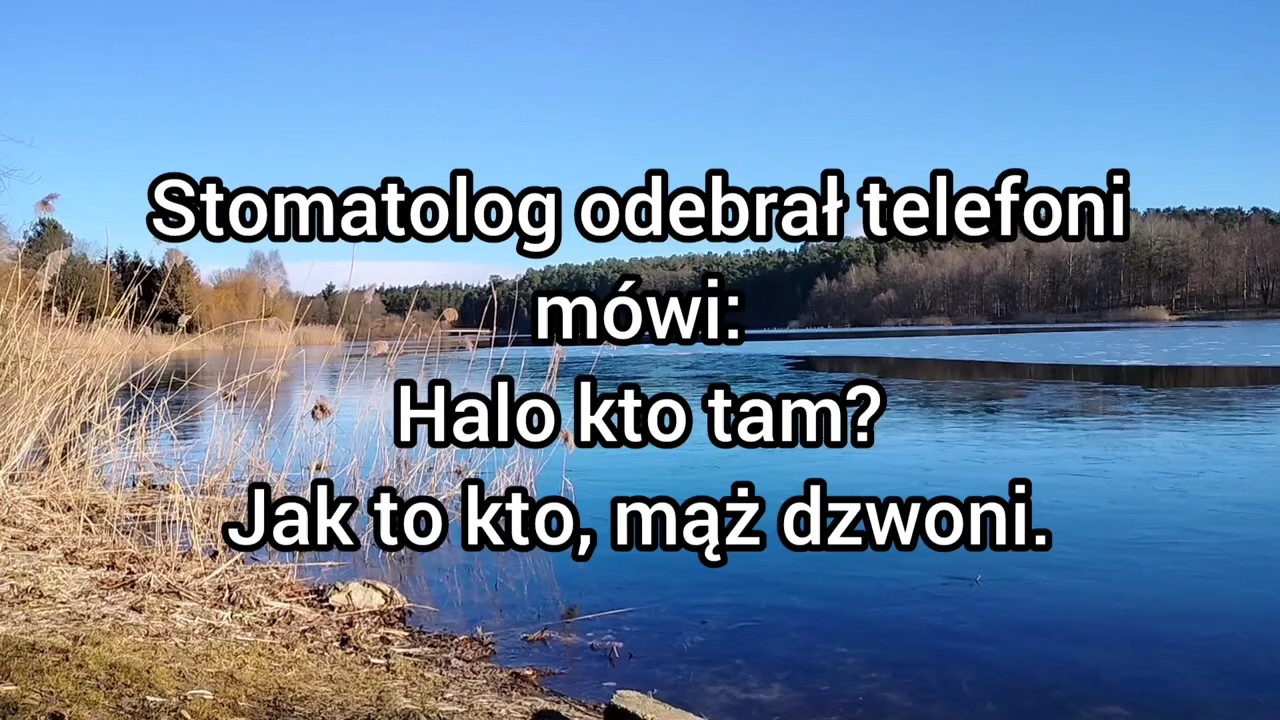 Stomatolog odebrał telefoni
mówi:
Halo kto tam?
Jak to kto, mąż dzwoni.